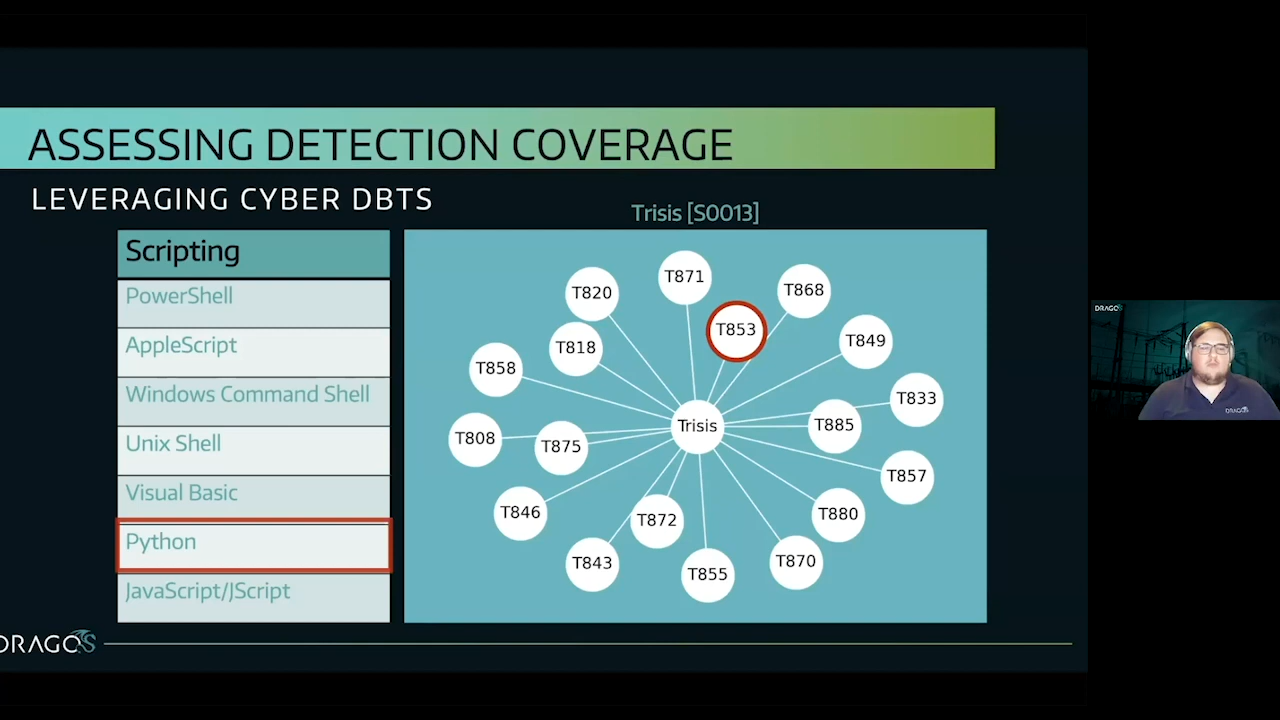 ASSESSING DETECTION COVERAGE
LEVERAGING CYBER DBTS
Scripting
PowerShell
AppleScript
Windows Command Shell
Unix Shell
Visual Basic
Python
JavaScript/JScript
Trisis [S0013]
T871
T820
T868
T853
T849
T818
T858
T833
T885
Trisis
T808
T875
T857
T846
T872
T880
T843
T855
T870
DRAGOS
DRAGOS
DRAGOS